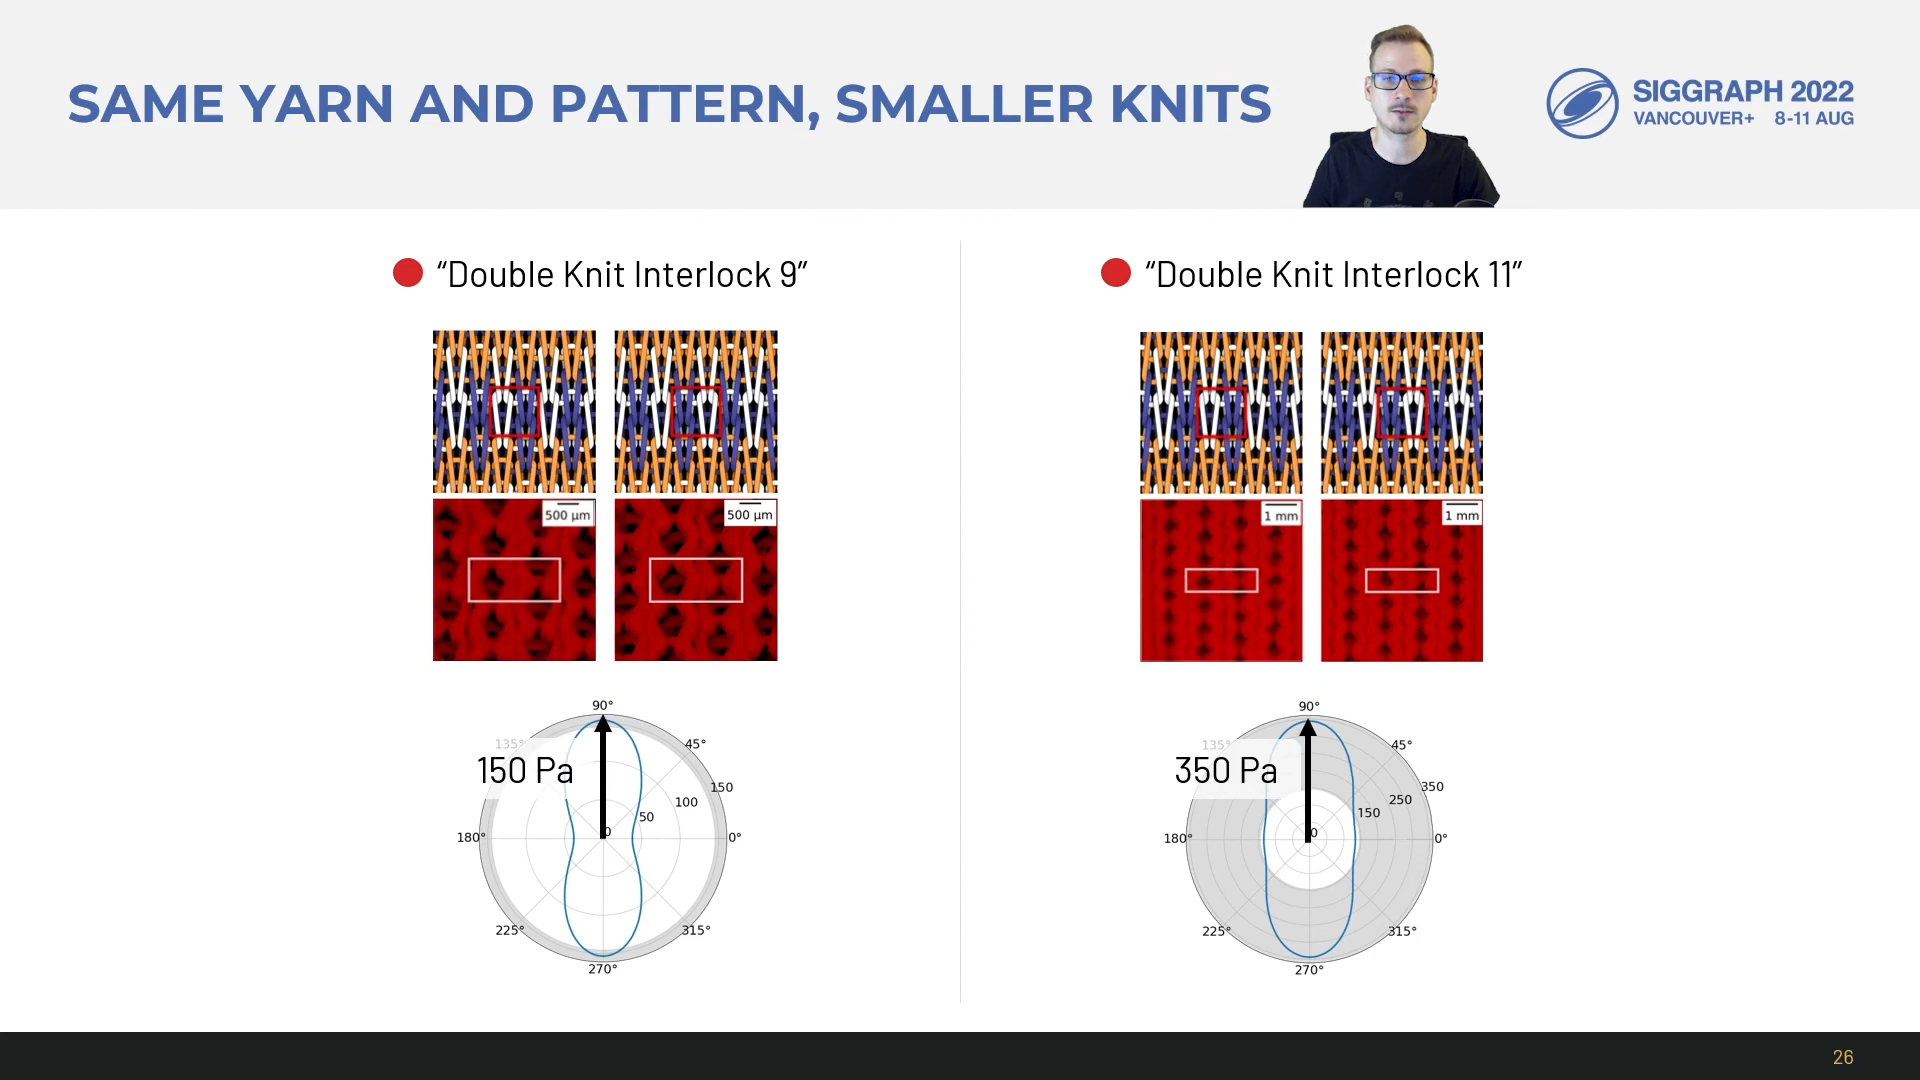 SAME YARN AND PATTERN, SMALLER KNITS
SIGGRAPH 2022
VANCOUVER+ 8-11 AUG
“Double Knit Interlock 9”
500 µm
500 µm
90°
135°
45°
150 Pa
150
100
50
0
180°
0°
225°
315°
270°
“Double Knit Interlock 11”
1 mm
1 mm
90°
135°
45°
350 Pa
350
250
150
0
180°
0°
225°
315°
270°
26